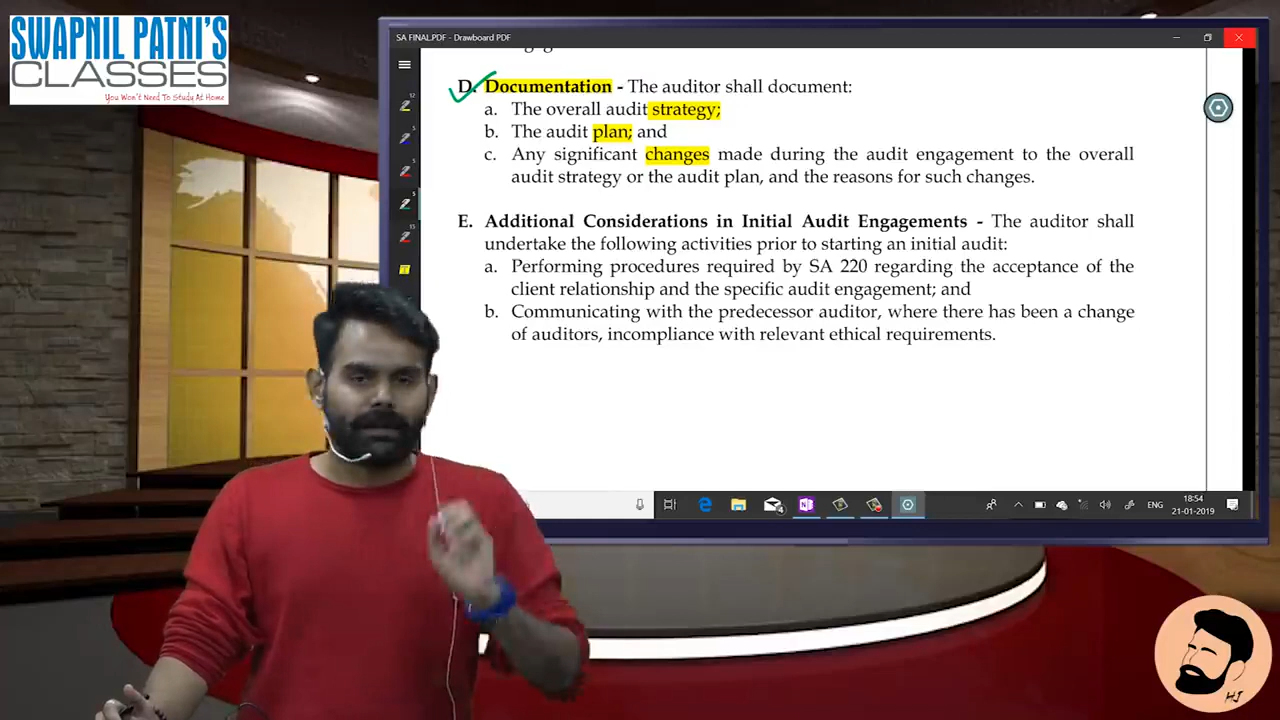 SWAPNIL PATNI'S
CLASSES
You Won't Need To Study At Home
SA FINAL.PDF - Drawboard PDF
D. Documentation - The auditor shall document:
a. The overall audit strategy;
b. The audit plan; and
c. Any significant changes made during the audit engagement to the overall
audit strategy or the audit plan, and the reasons for such changes.
E. Additional Considerations in Initial Audit Engagements - The auditor shall
undertake the following activities prior to starting an initial audit:
a. Performing procedures required by SA 220 regarding the acceptance of the
client relationship and the specific audit engagement; and
b. Communicating with the predecessor auditor, where there has been a change
of auditors, incompliance with relevant ethical requirements.
ENG
18:54
21-01-2019
HJ